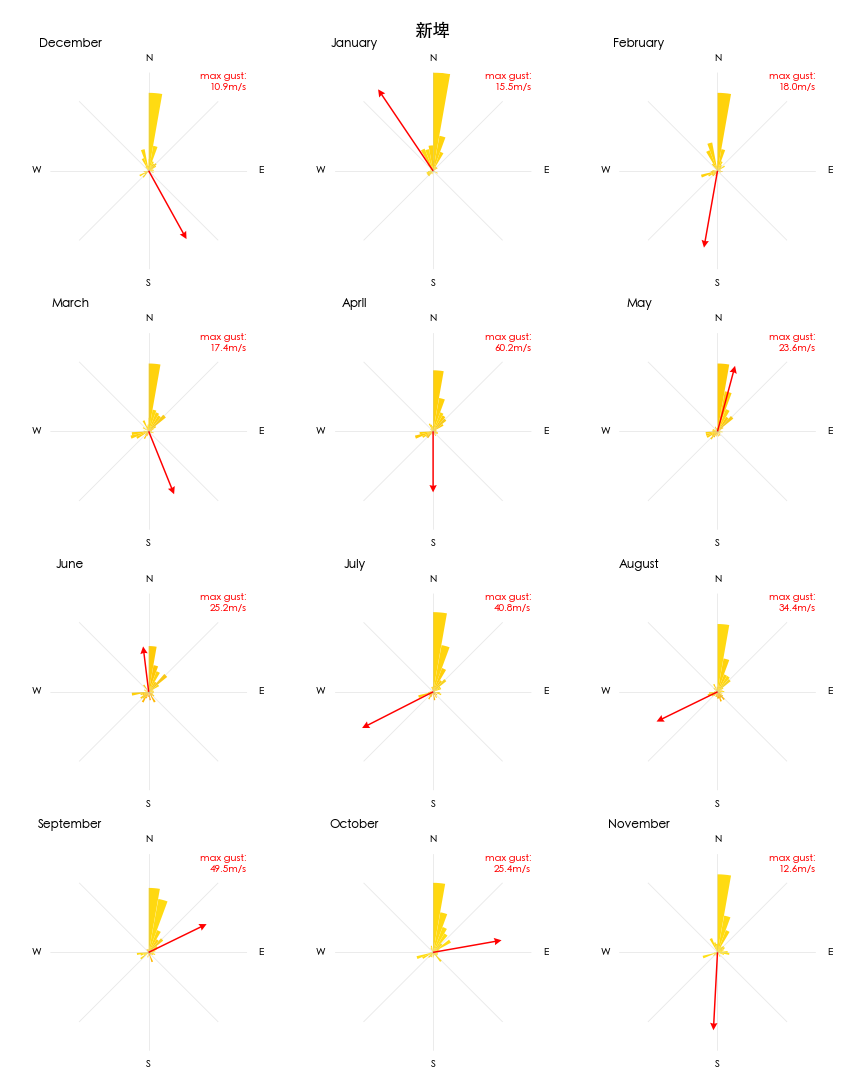 新埤
December
N
max gust:
10.9m/s
W
E
S
January
N
max gust:
15.5m/s
W
E
S
February
N
max gust:
18.0m/s
W
E
S
March
N
max gust:
17.4m/s
W
E
S
April
N
max gust:
60.2m/s
W
E
S
May
N
max gust:
23.6m/s
W
E
S
June
N
max gust:
25.2m/s
W
E
S
July
N
max gust:
40.8m/s
W
E
S
August
N
max gust:
34.4m/s
W
E
S
September
N
max gust:
49.5m/s
W
E
S
October
N
max gust:
25.4m/s
W
E
S
November
N
max gust:
12.6m/s
W
E
S